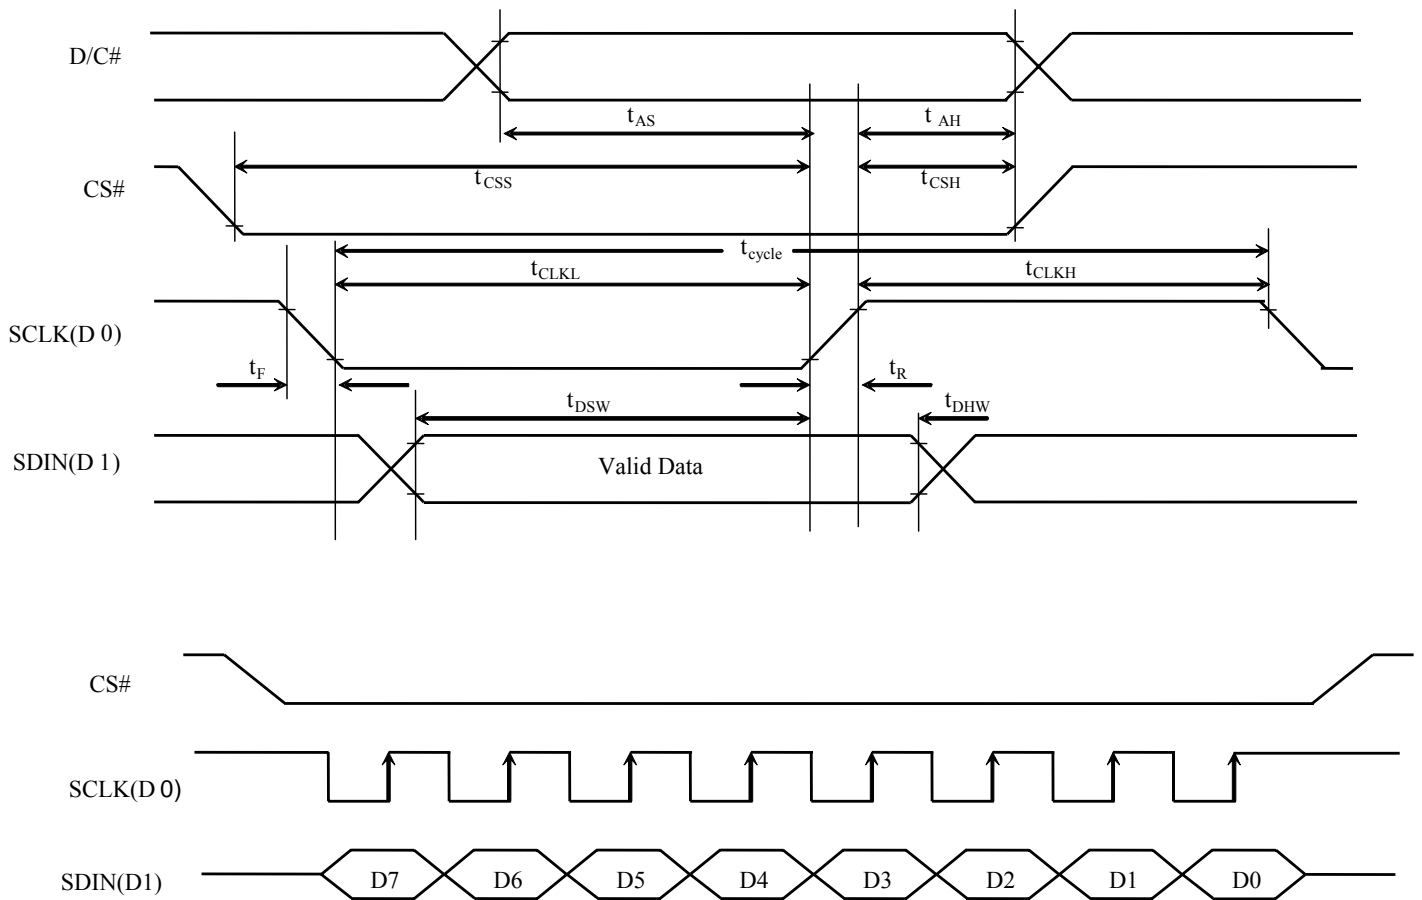 D/C#
tAS
t AH
CS#
tCSS
tCSH
tcycle
tCLKL
tCLKH
SCLK(D 0)
tF
tR
tDSW
tDHW
SDIN(D 1)
Valid Data
CS#
SCLK(D 0)
SDIN(D1)
D7 D6 D5 D4 D3 D2 D1 D0